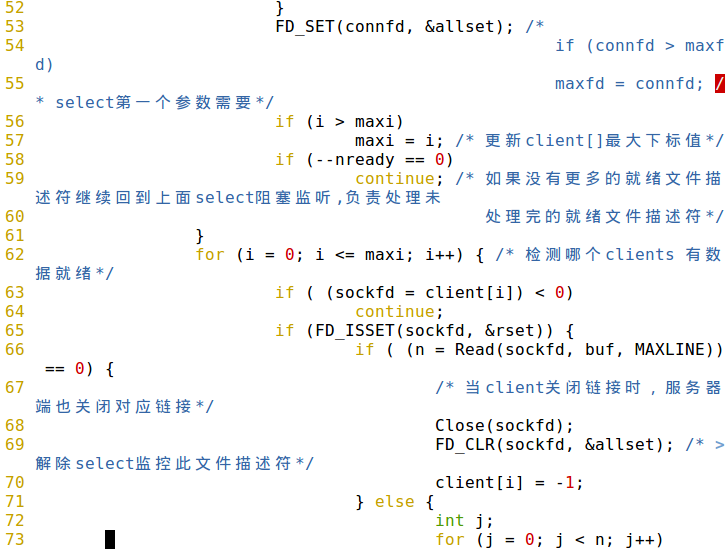 52                         }
53                         FD_SET(connfd, &allset); /*
54                                                     if (connfd > maxf
d)
55                                                     maxfd = connfd; /
* select第一个参数需要*/
56                         if (i > maxi)
57                                 maxi = i; /* 更新client[]最大下标值*/
58                         if (--nready == 0)
59                                 continue; /* 如果没有更多的就绪文件描
述符继续回到上面select阻塞监听,负责处理未
60                                              处理完的就绪文件描述符*/
61                 }
62                 for (i = 0; i <= maxi; i++) { /* 检测哪个clients 有数
据就绪*/
63                         if ( (sockfd = client[i]) < 0)
64                                 continue;
65                         if (FD_ISSET(sockfd, &rset)) {
66                                 if ( (n = Read(sockfd, buf, MAXLINE))
 == 0) {
67                                         /* 当client关闭链接时,服务器
端也关闭对应链接*/
68                                         Close(sockfd);
69                                         FD_CLR(sockfd, &allset); /* >
解除select监控此文件描述符*/
70                                         client[i] = -1;
71                                 } else {
72                                         int j;
73                                         for (j = 0; j < n; j++)